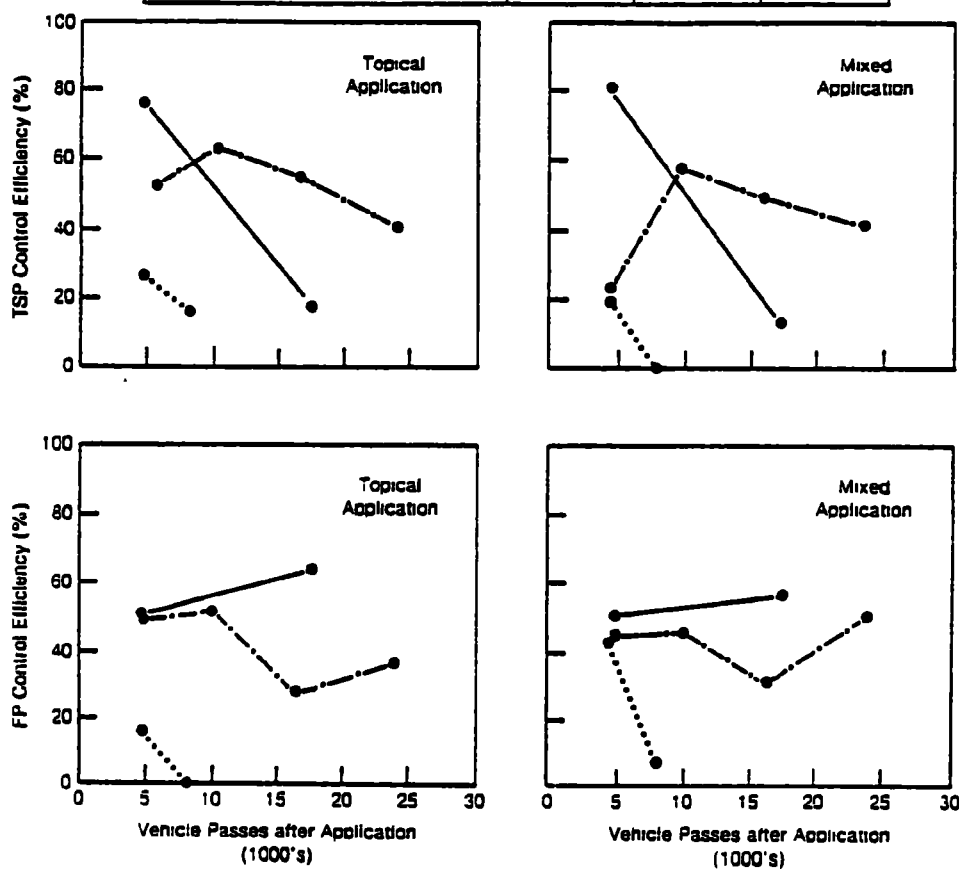 100
80
60
40
20
0
TSP Control Efficiency (%)
Topical
Application
Mixed
Application
100
80
60
40
20
0
FP Control Efficiency (%)
Topical
Application
Mixed
Application
5 10 15 20 25 30
0 5 10 15 20 25 30
Vehicle Passes after Application
(1000's)
Vehicle Passes after Application
(1000's)